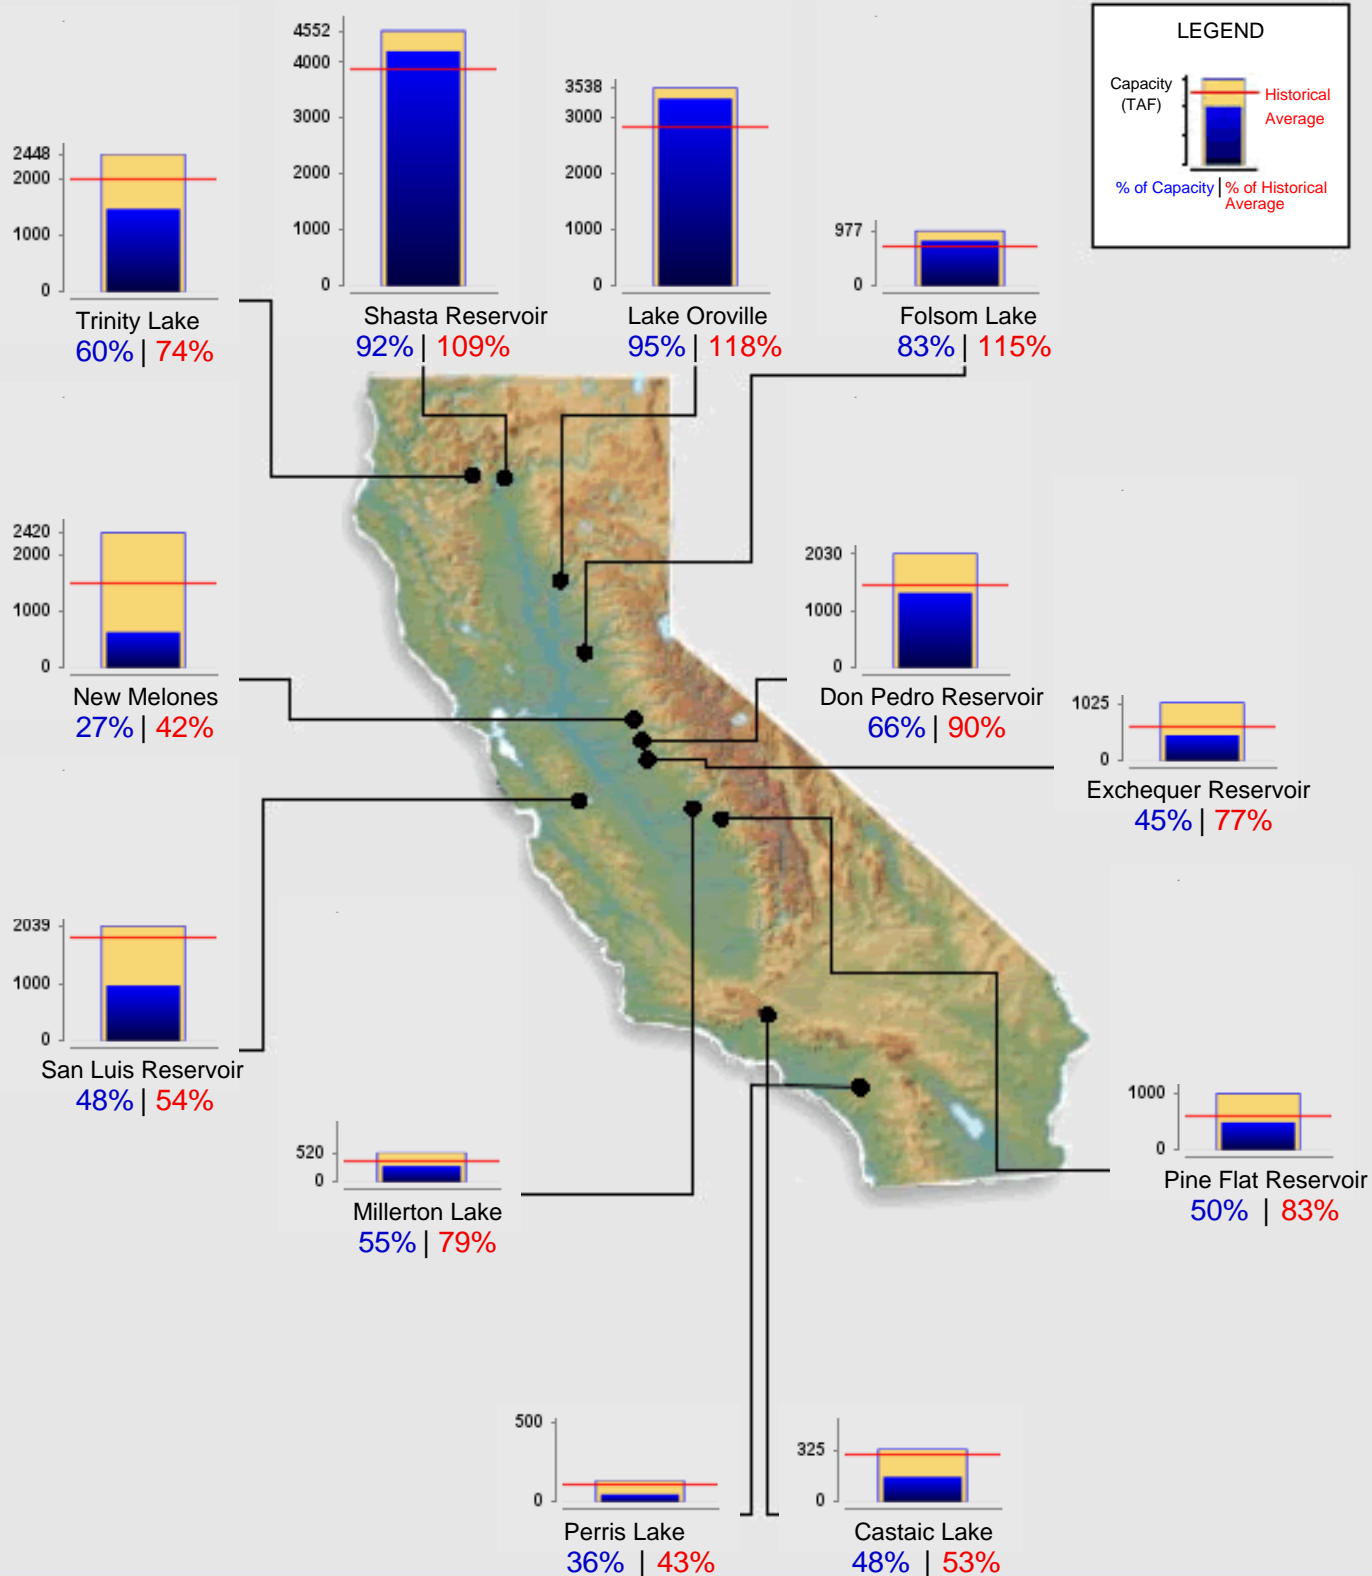 LEGEND
Capacity
(TAF)
Historical
Average
% of Capacity | % of Historical
Average
4552
4000
3000
2000
1000
0
Shasta Reservoir
92% | 109%
3538
3000
2000
1000
0
Lake Oroville
95% | 118%
2448
2000
1000
0
Trinity Lake
60% | 74%
977
0
Folsom Lake
83% | 115%
2420
2000
1000
0
New Melones
27% | 42%
2030
1000
0
Don Pedro Reservoir
66% | 90%
1025
0
Exchequer Reservoir
45% | 77%
2039
1000
0
San Luis Reservoir
48% | 54%
520
0
Millerton Lake
55% | 79%
1000
0
Pine Flat Reservoir
50% | 83%
500
0
Perris Lake
36% | 43%
325
0
Castaic Lake
48% | 53%